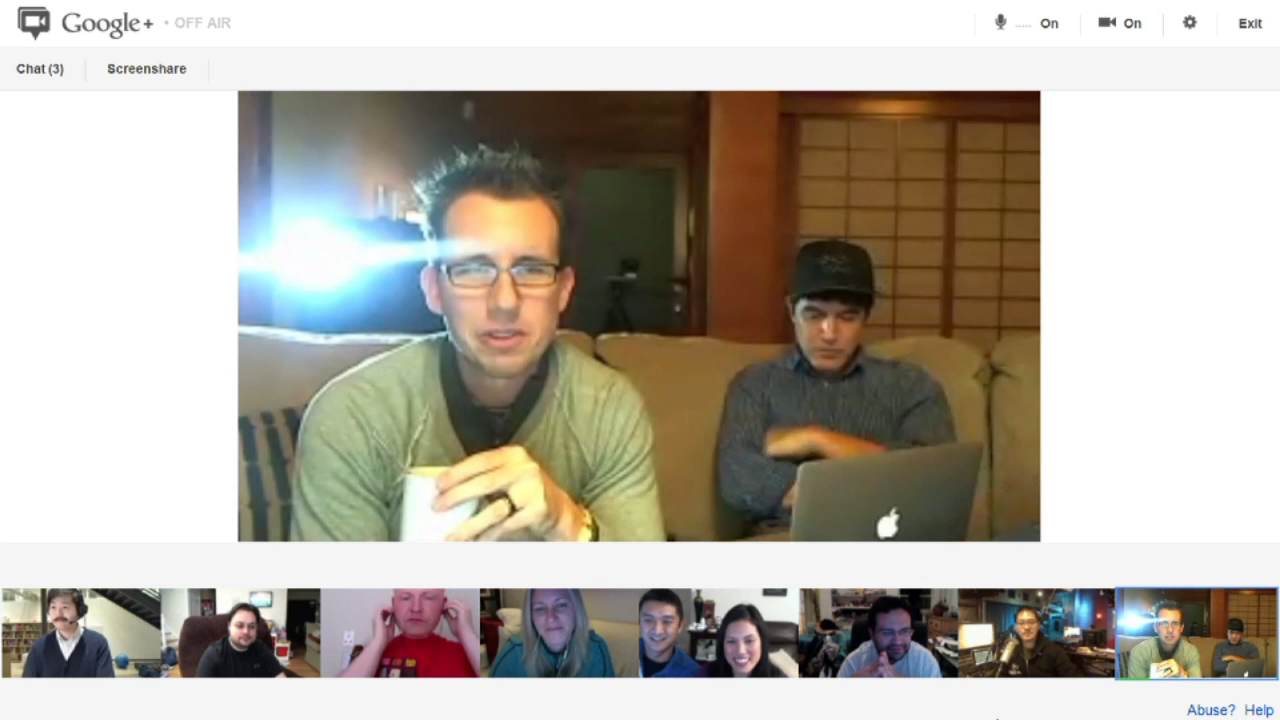 Google+ • OFF AIR
On
On
Exit
Chat (3)
Screenshare
Abuse? Help